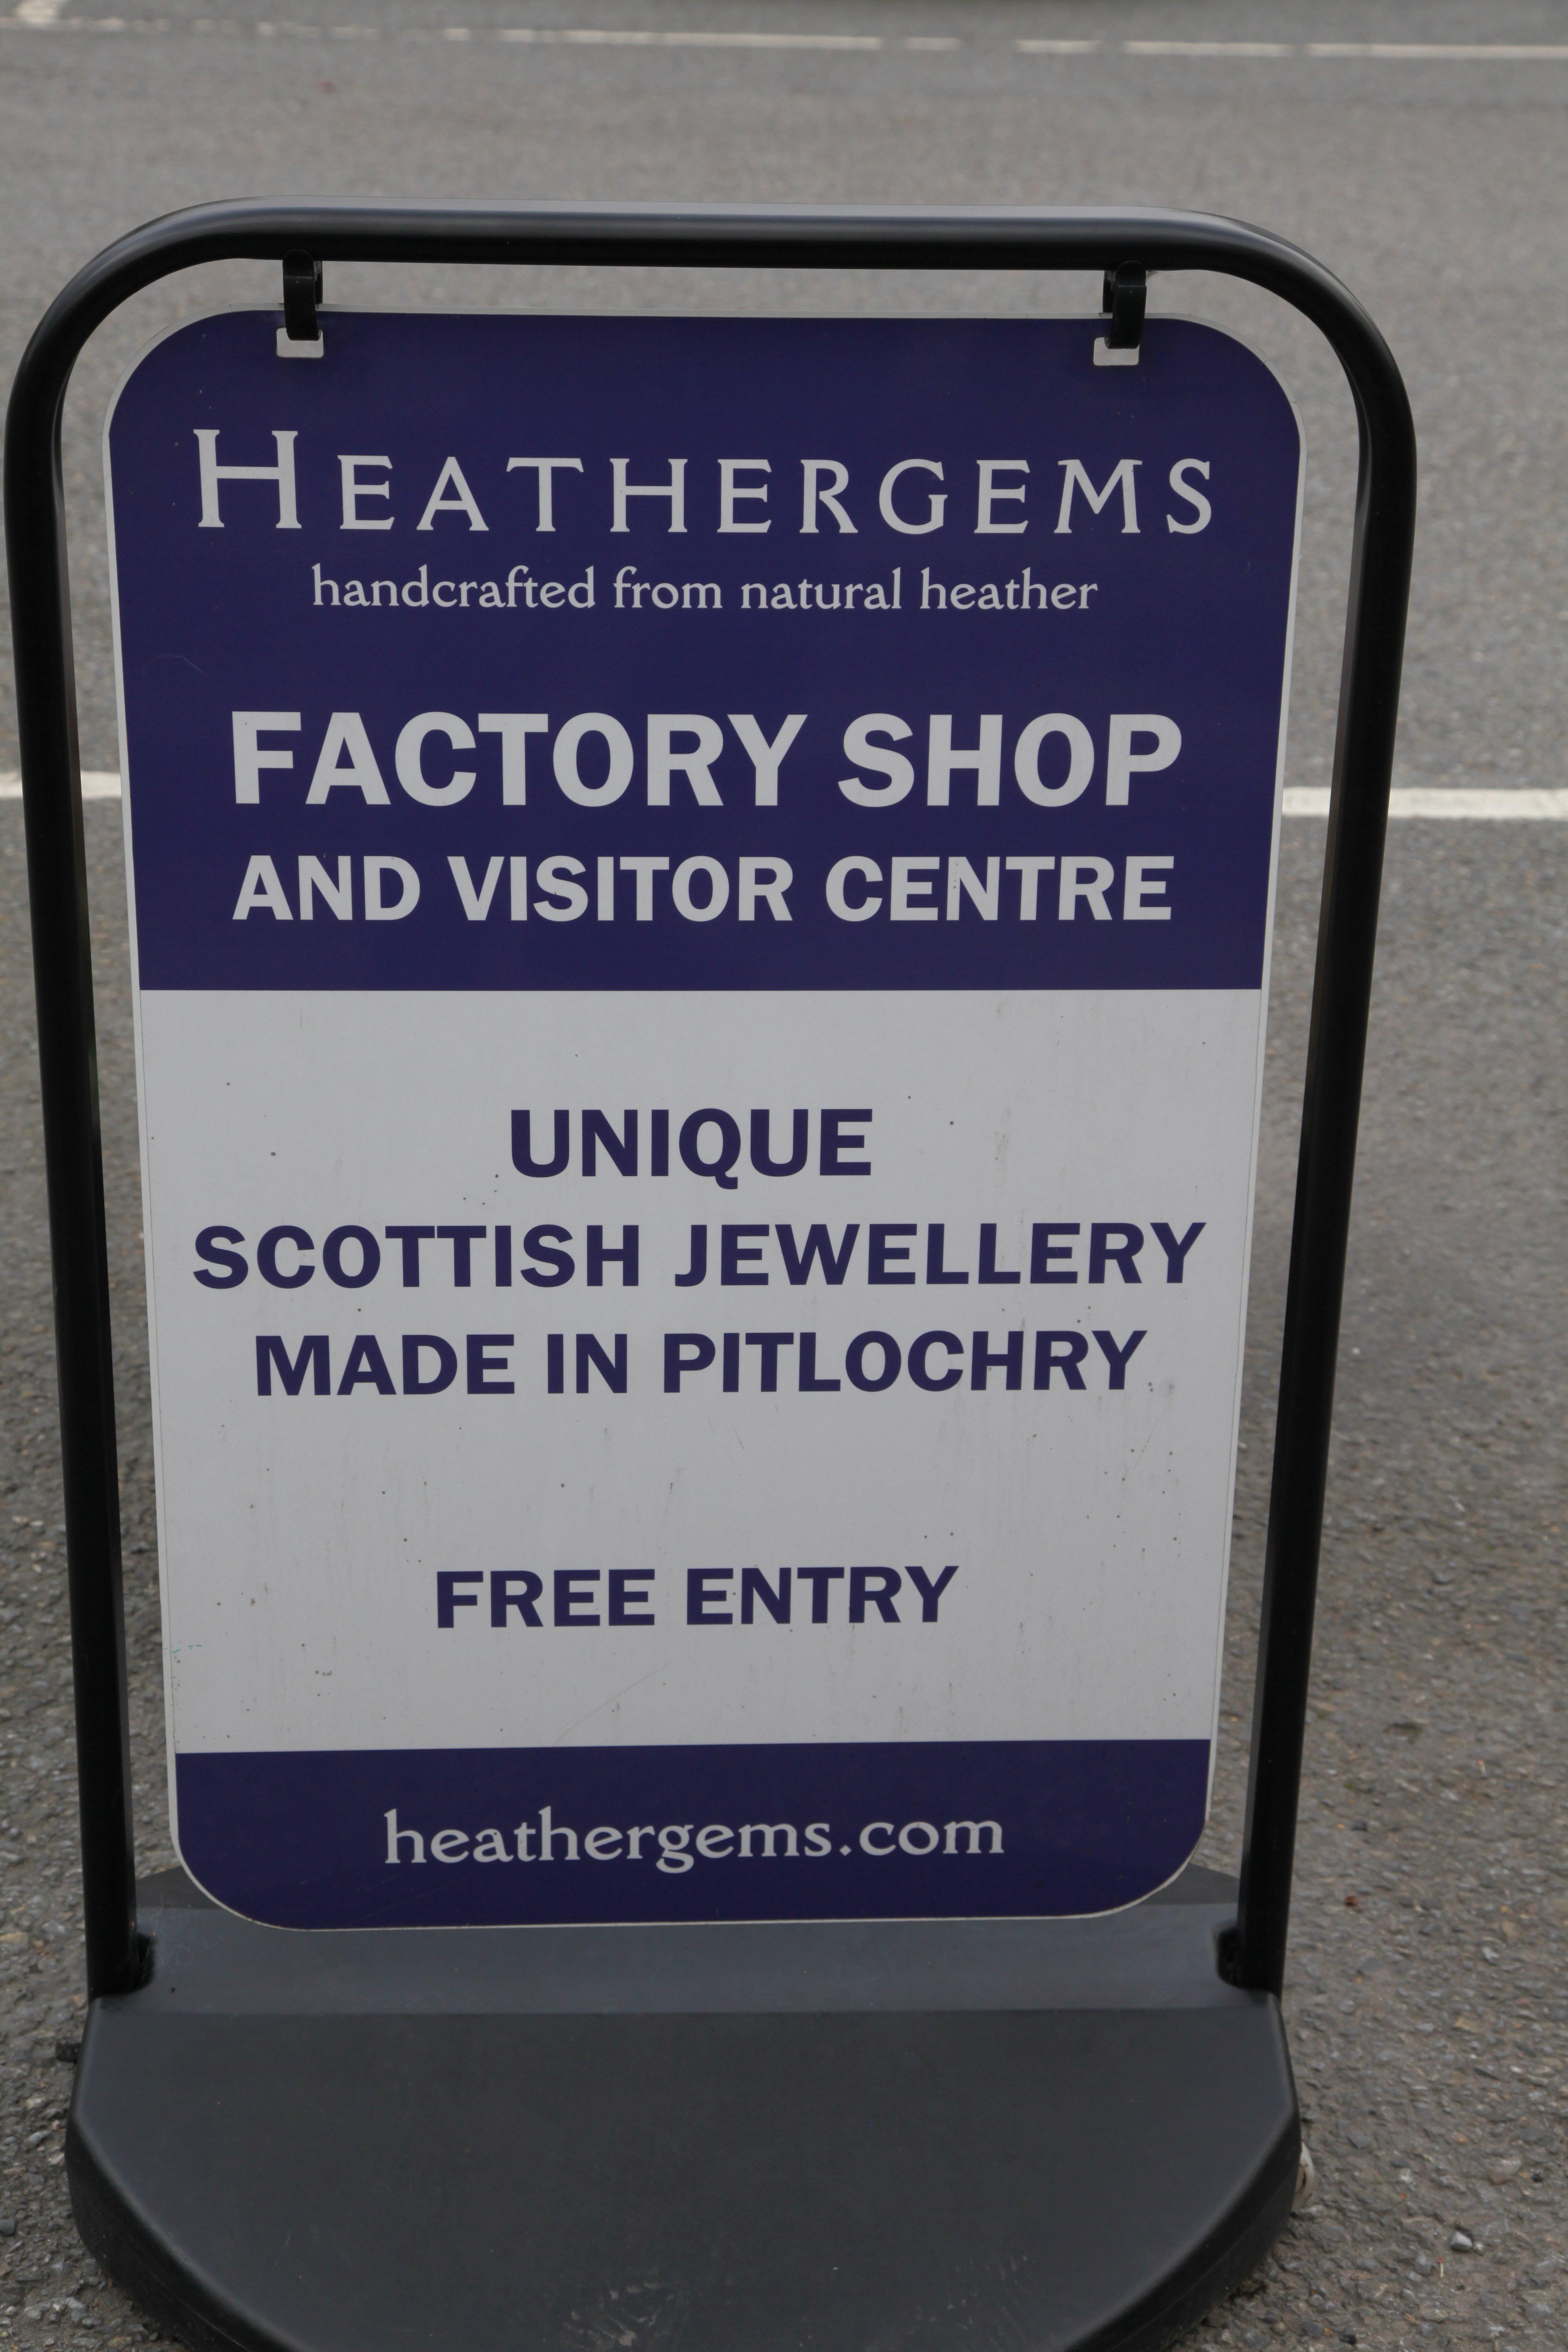 HEATHERGEMS
handcrafted from natural heather
FACTORY SHOP
AND VISITOR CENTRE
UNIQUE
SCOTTISH JEWELLERY
MADE IN PITLOCHRY
FREE ENTRY
heathergems.com